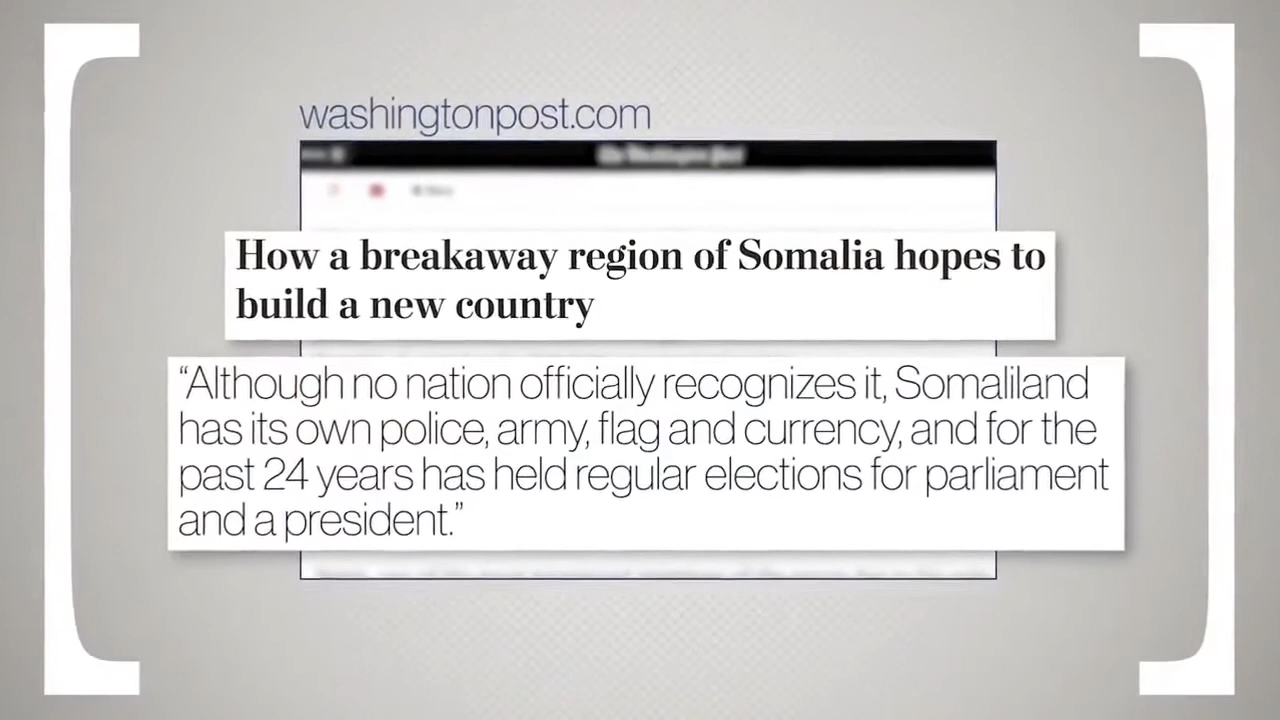 washingtonpost.com
How a breakaway region of Somalia hopes to
build a new country
“Although no nation officially recognizes it, Somaliland
has its own police, army, flag and currency, and for the
past 24 years has held regular elections for parliament
and a president.”